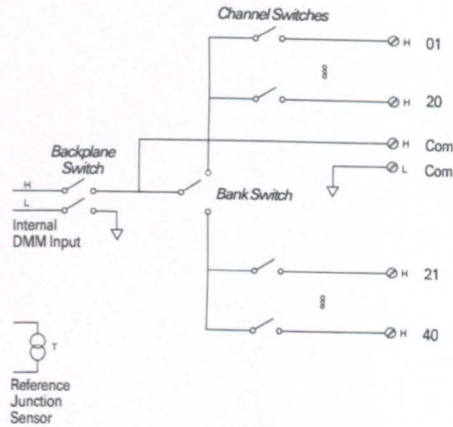 Channel Switches
H 01
H 20
H Com
L Com
Backplane
Switch
H
L
Internal
DMM Input
Bank Switch
H 21
H 40
T
Reference
Junction
Sensor